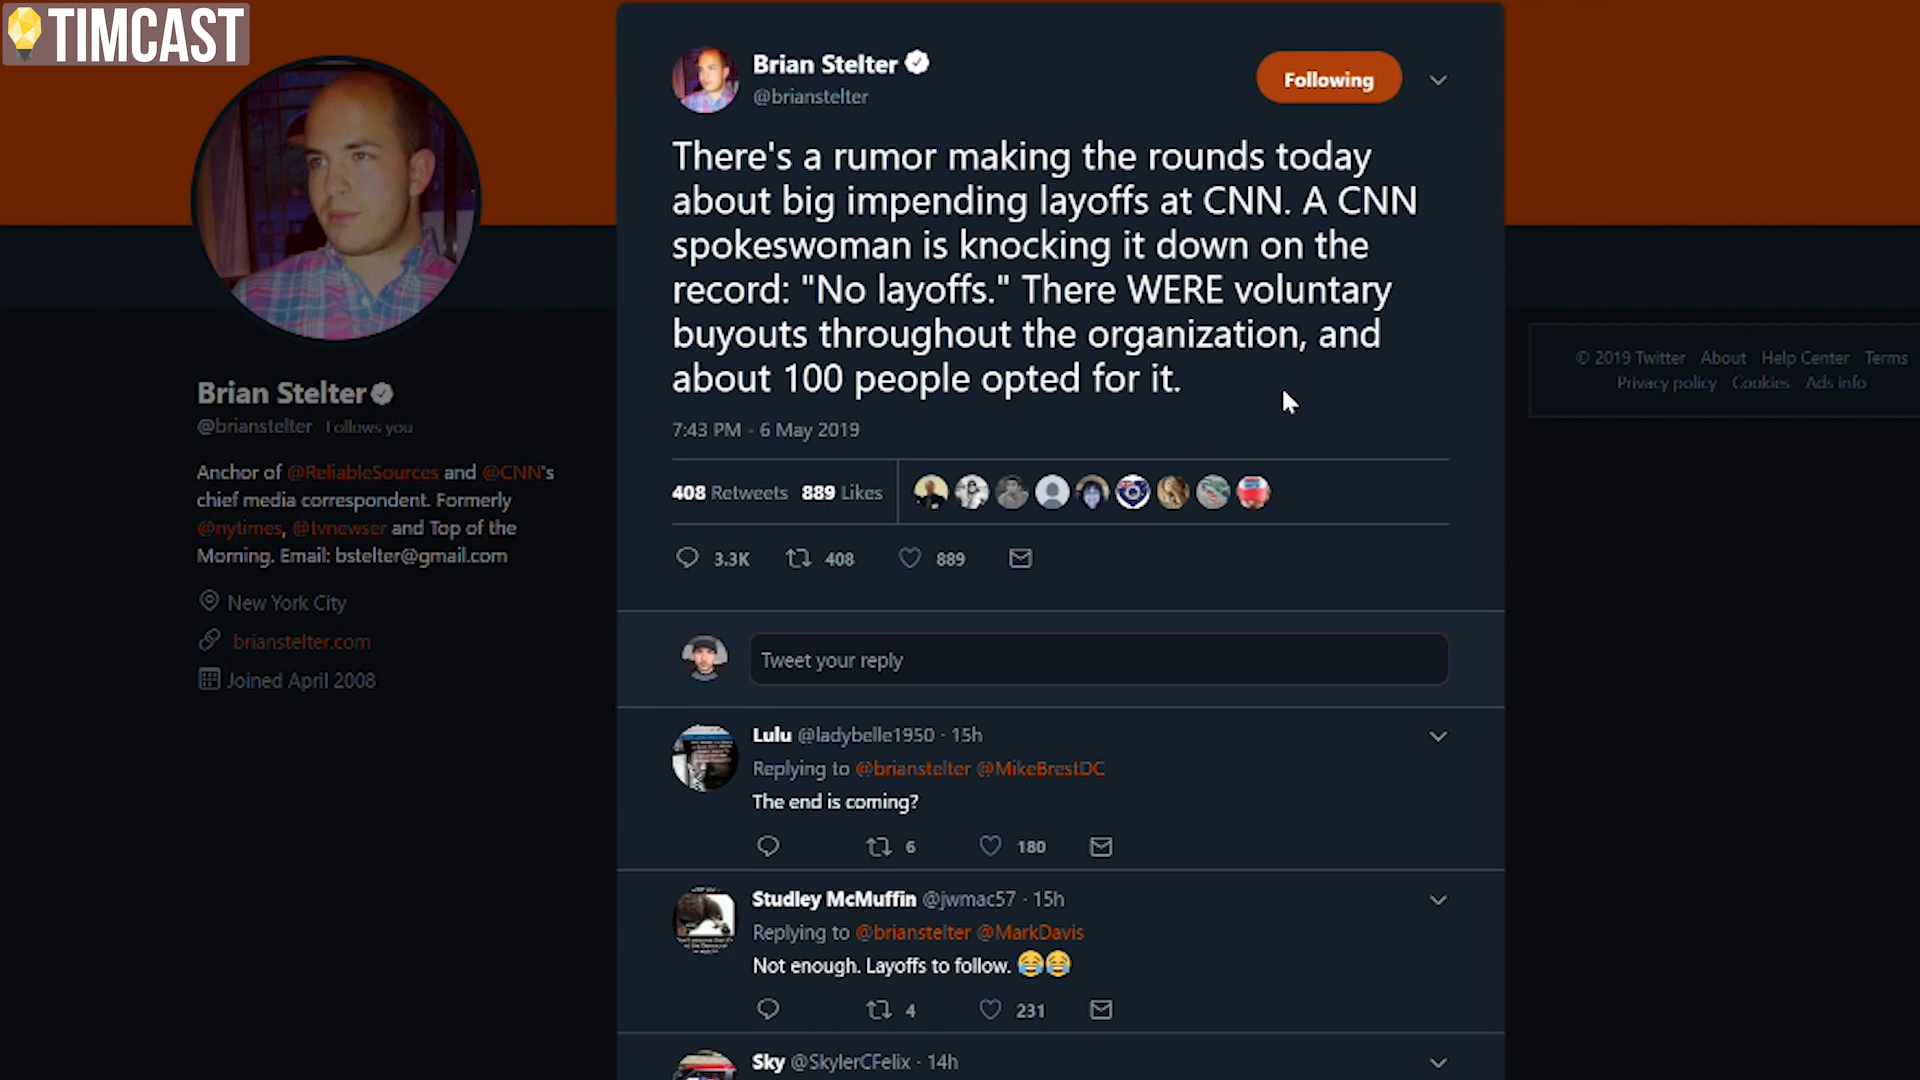 TIMCAST
Brian Stelter
@brianstelter
Following
There's a rumor making the rounds today
about big impending layoffs at CNN. A CNN
spokeswoman is knocking it down on the
record: "No layoffs." There WERE voluntary
buyouts throughout the organization, and
about 100 people opted for it.
7:43 PM - 6 May 2019
408 Retweets 889 Likes
3.3K 408 889
Tweet your reply
Lulu @ladybelle1950 · 15h
Replying to @brianstelter @MikeBrestDC
The end is coming?
6 180
Studley McMuffin @jwmac57 · 15h
Replying to @brianstelter @MarkDavis
Not enough. Layoffs to follow. 😂😂
4 231
Sky @SkylerCFelix · 14h
Brian Stelter
@brianstelter Follows you
Anchor of @ReliableSources and @CNN's
chief media correspondent. Formerly
@nytimes, @tvnewser and Top of the
Morning. Email: bstelter@gmail.com
New York City
brianstelter.com
Joined April 2008
© 2019 Twitter About Help Center Terms
Privacy policy Cookies Ads info